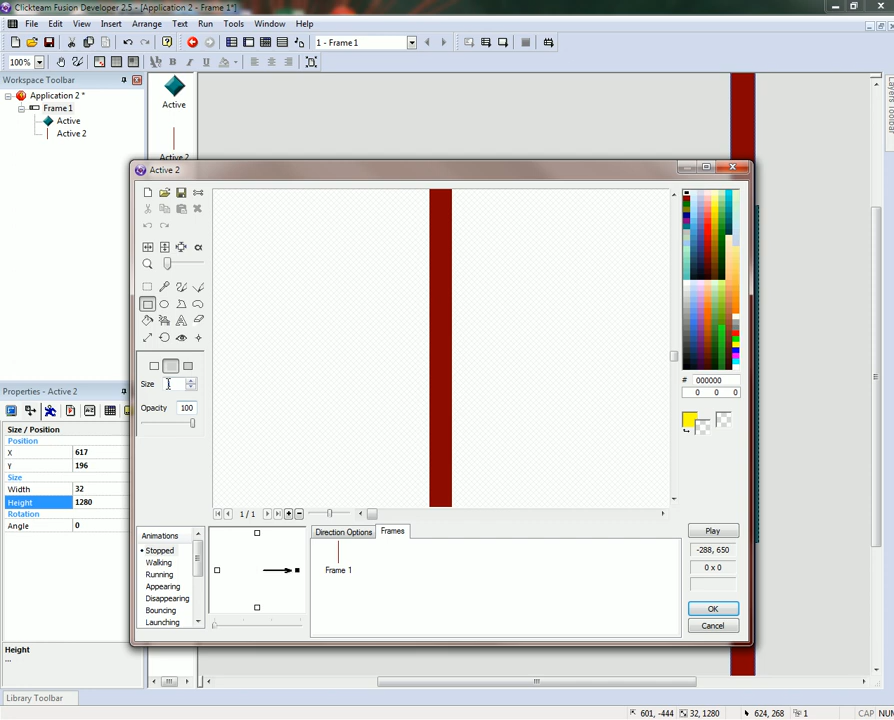 Clickteam Fusion Developer 2.5 - [Application 2 - Frame 1*]
File Edit View Insert Arrange Text Run Tools Window Help
1 - Frame 1
100%
Workspace Toolbar
Application 2 *
Frame 1
Active
Active 2
Active
Active 2
Layers Toolbar
Active 2
Size
Opacity 100
# 000000
0 0 0
1 / 1
Animations
Stopped
Walking
Running
Appearing
Disappearing
Bouncing
Launching
Direction Options Frames
Frame 1
Play
-288, 650
0 x 0
OK
Cancel
Properties - Active 2
Size / Position
Position
X 617
Y 196
Size
Width 32
Height 1280
Rotation
Angle 0
Height
...
Library Toolbar
601, -444 32, 1280 624, 268 1 CAP NUM